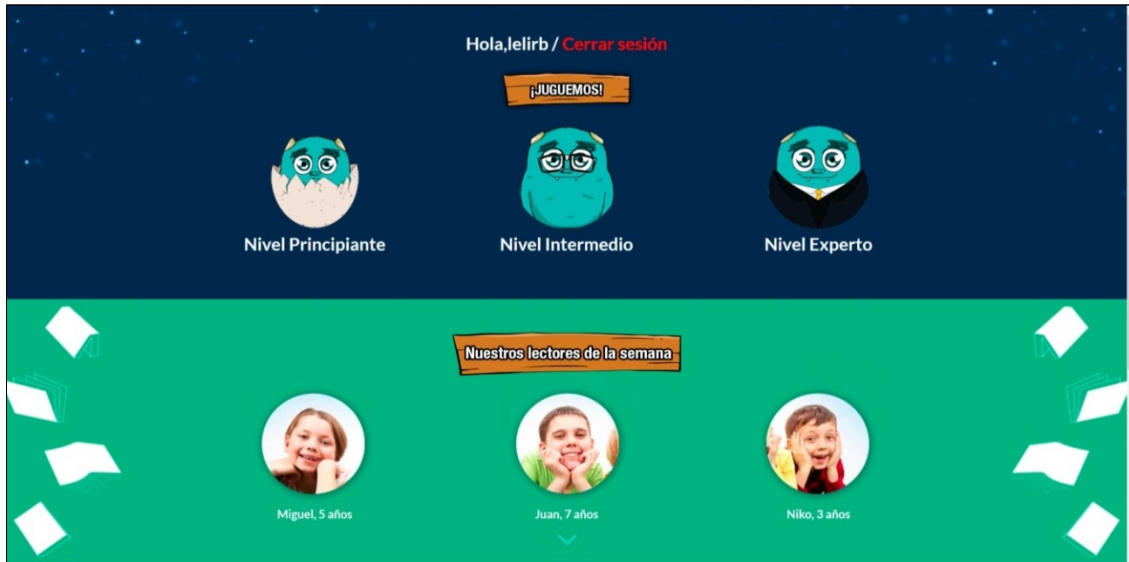 Hola,lelirb / Cerrar sesión
¡JUGUEMOS!
Nivel Principiante
Nivel Intermedio
Nivel Experto
Nuestros lectores de la semana
Miguel, 5 años
Juan, 7 años
Niko, 3 años